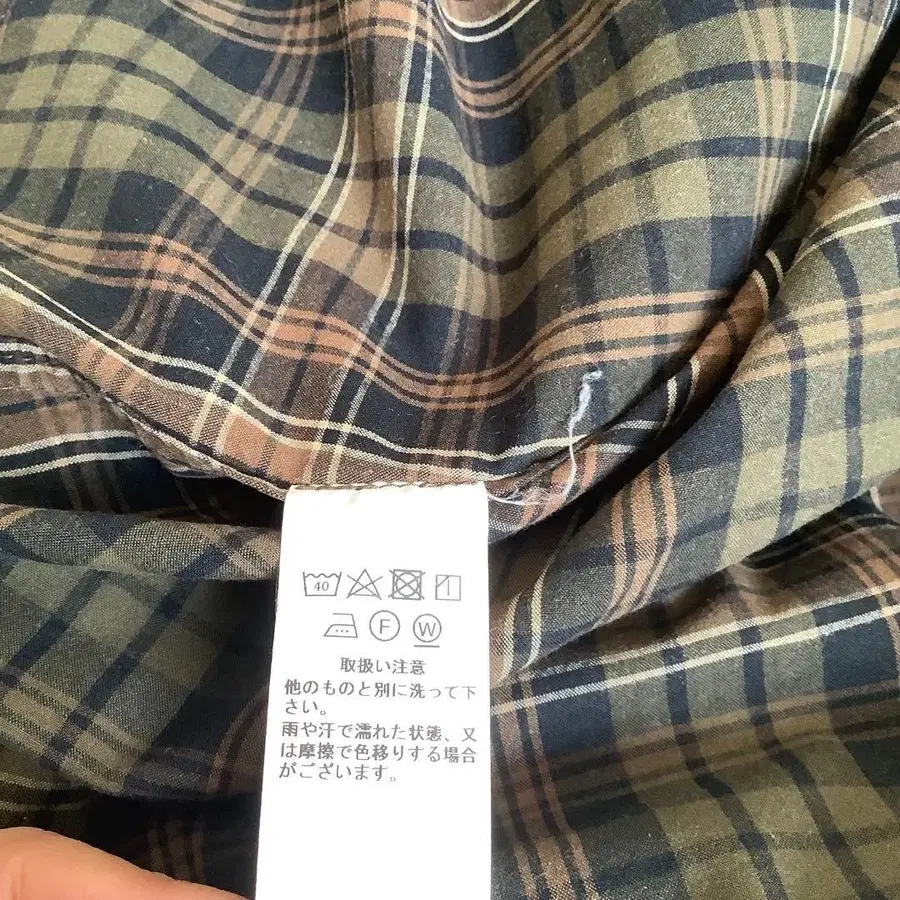 40
F W
取扱い注意
他のものと別に洗って下
さい。
雨や汗で濡れた状態、又
は摩擦で色移りする場合
がございます。